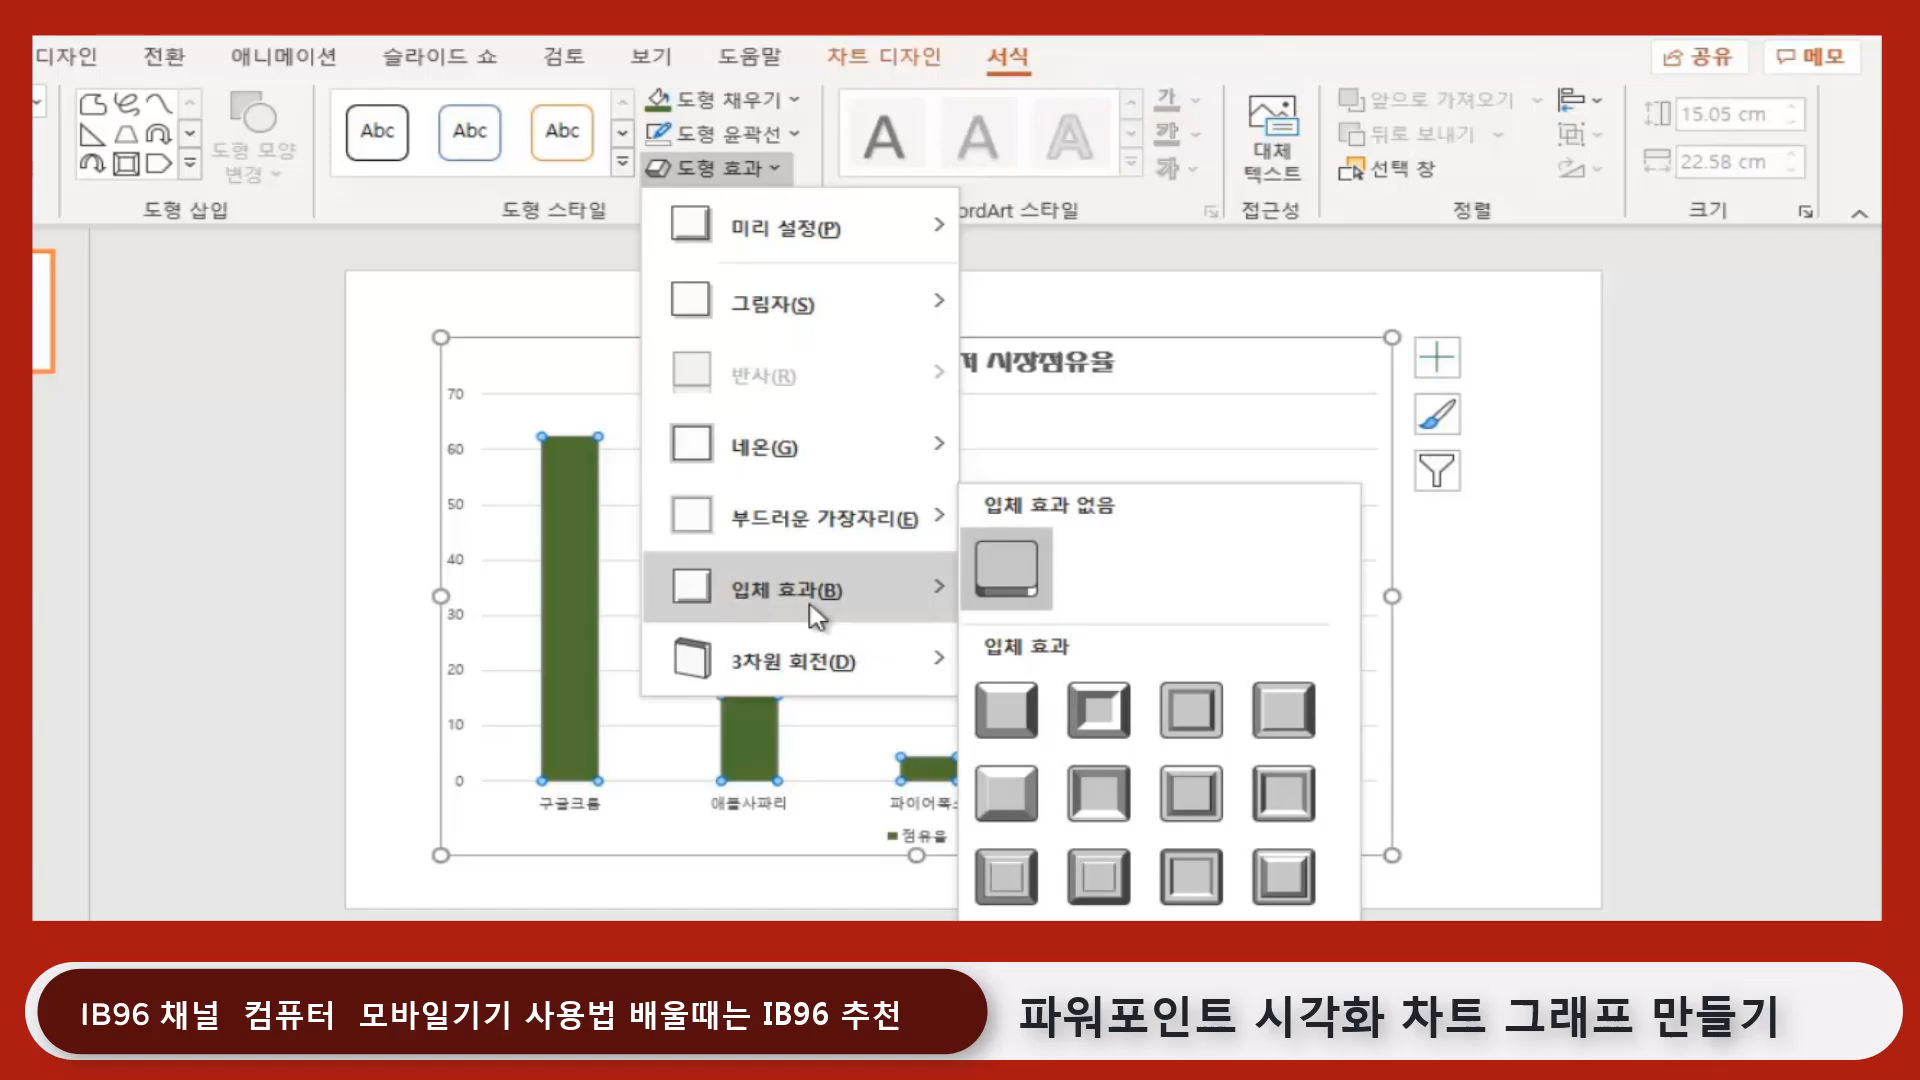 디자인 전환 애니메이션 슬라이드 쇼 검토 보기 도움말 차트 디자인 서식 공유 메모
도형 모양
변경
도형 삽입
Abc Abc Abc
도형 스타일
도형 채우기
도형 윤곽선
도형 효과
A A A
가
가
가
ordArt 스타일
대체
텍스트
접근성
앞으로 가져오기
뒤로 보내기
선택 창
정렬
15.05 cm
22.58 cm
크기
미리 설정(P)
그림자(S)
반사(R)
네온(G)
부드러운 가장자리(E)
입체 효과(B)
3차원 회전(D)
입체 효과 없음
입체 효과
시장점유율
70
60
50
40
30
20
10
0
구글크롬 애플사파리 파이어폭
점유율
IB96 채널 컴퓨터 모바일기기 사용법 배울때는 IB96 추천
파워포인트 시각화 차트 그래프 만들기